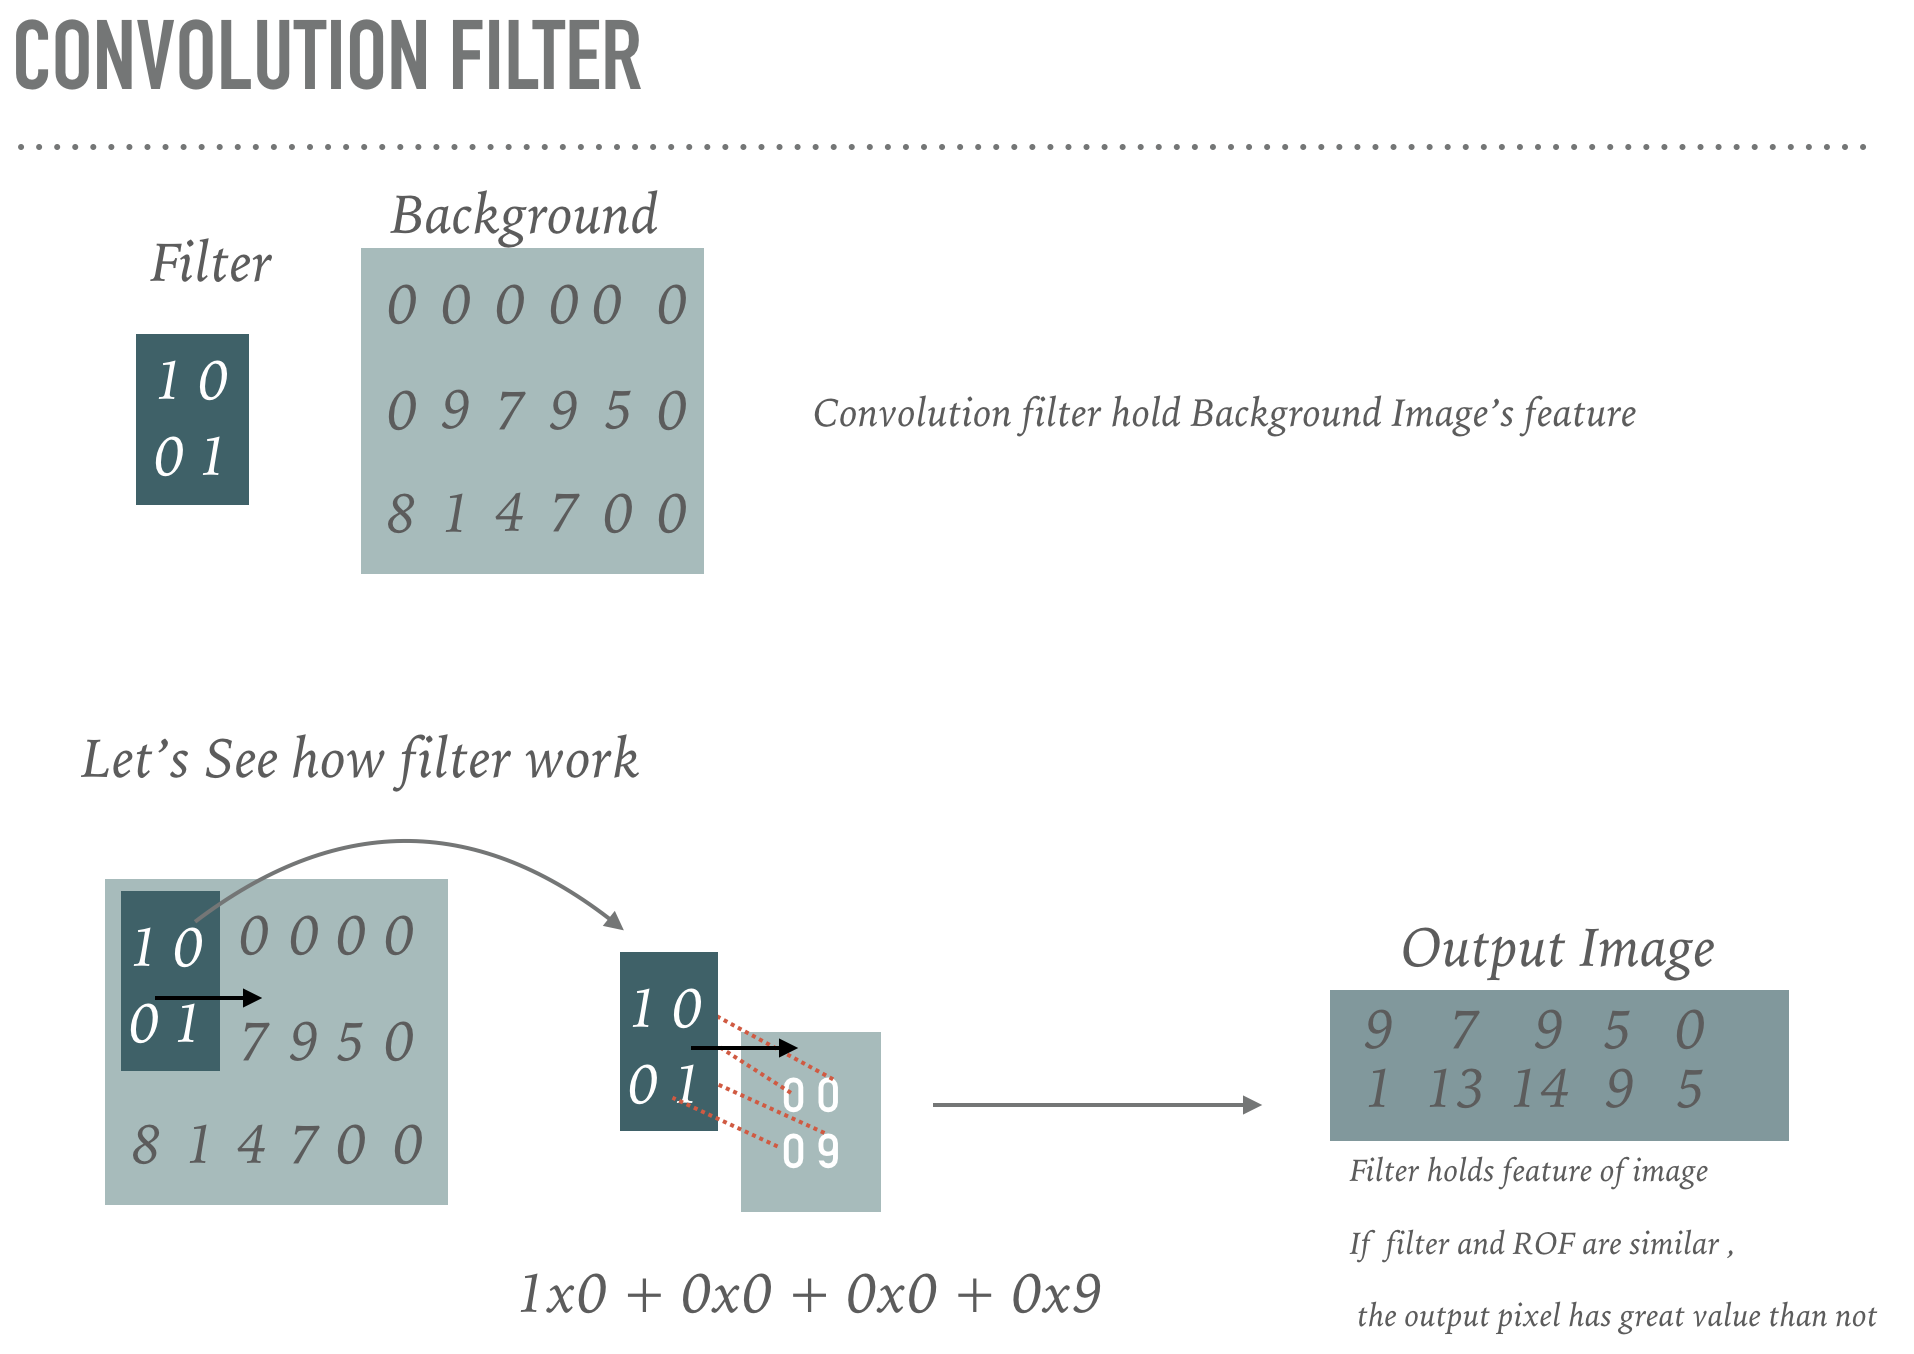 CONVOLUTION FILTER
Background
Filter
0 0 0 0 0 0
0 9 7 9 5 0
8 1 4 7 0 0
1 0
0 1
Convolution filter hold Background Image’s feature
Let’s See how filter work
1 0 0 0 0 0
0 1 7 9 5 0
8 1 4 7 0 0
1 0
0 1
0 0
0 9
1x0 + 0x0 + 0x0 + 0x9
Output Image
9 7 9 5 0
1 13 14 9 5
Filter holds feature of image
If filter and ROF are similar ,
the output pixel has great value than not